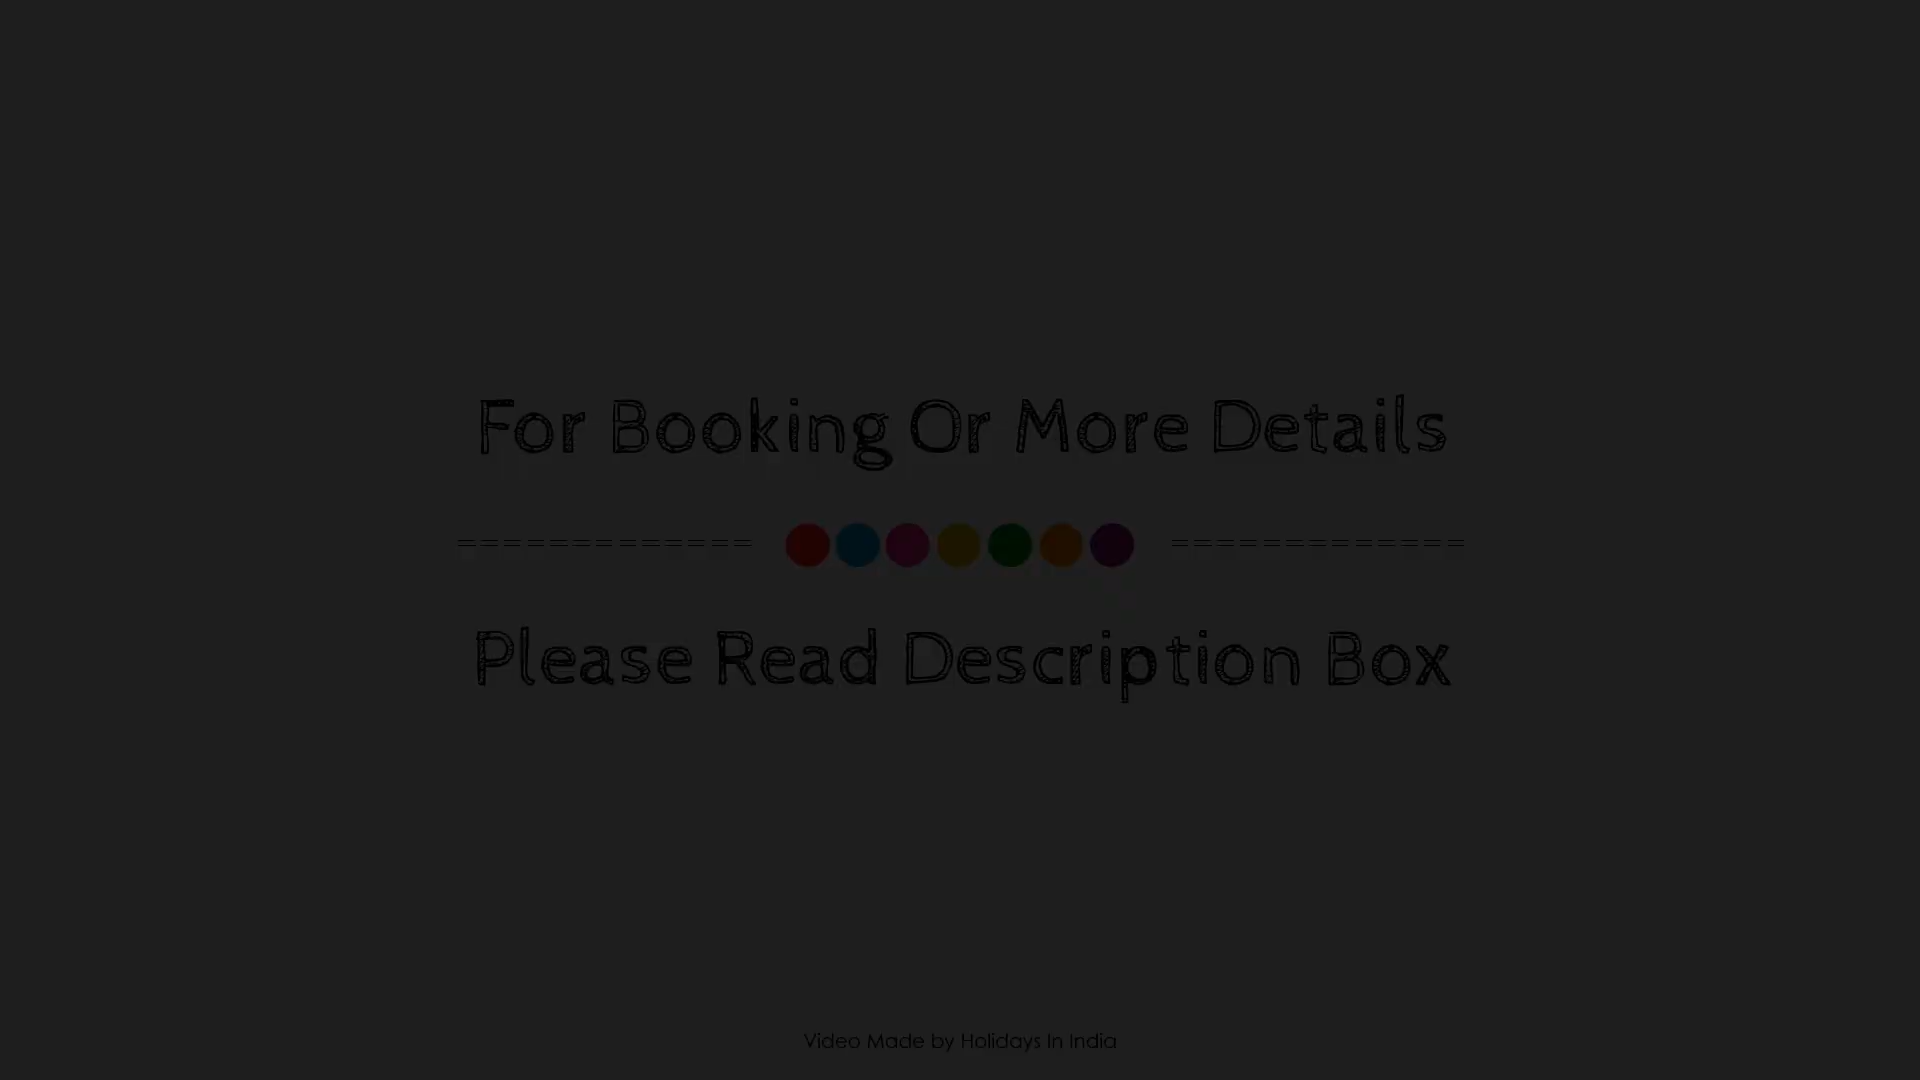 For Booking Or More Details
============= =============
Please Read Description Box
Video Made by Holidays In India